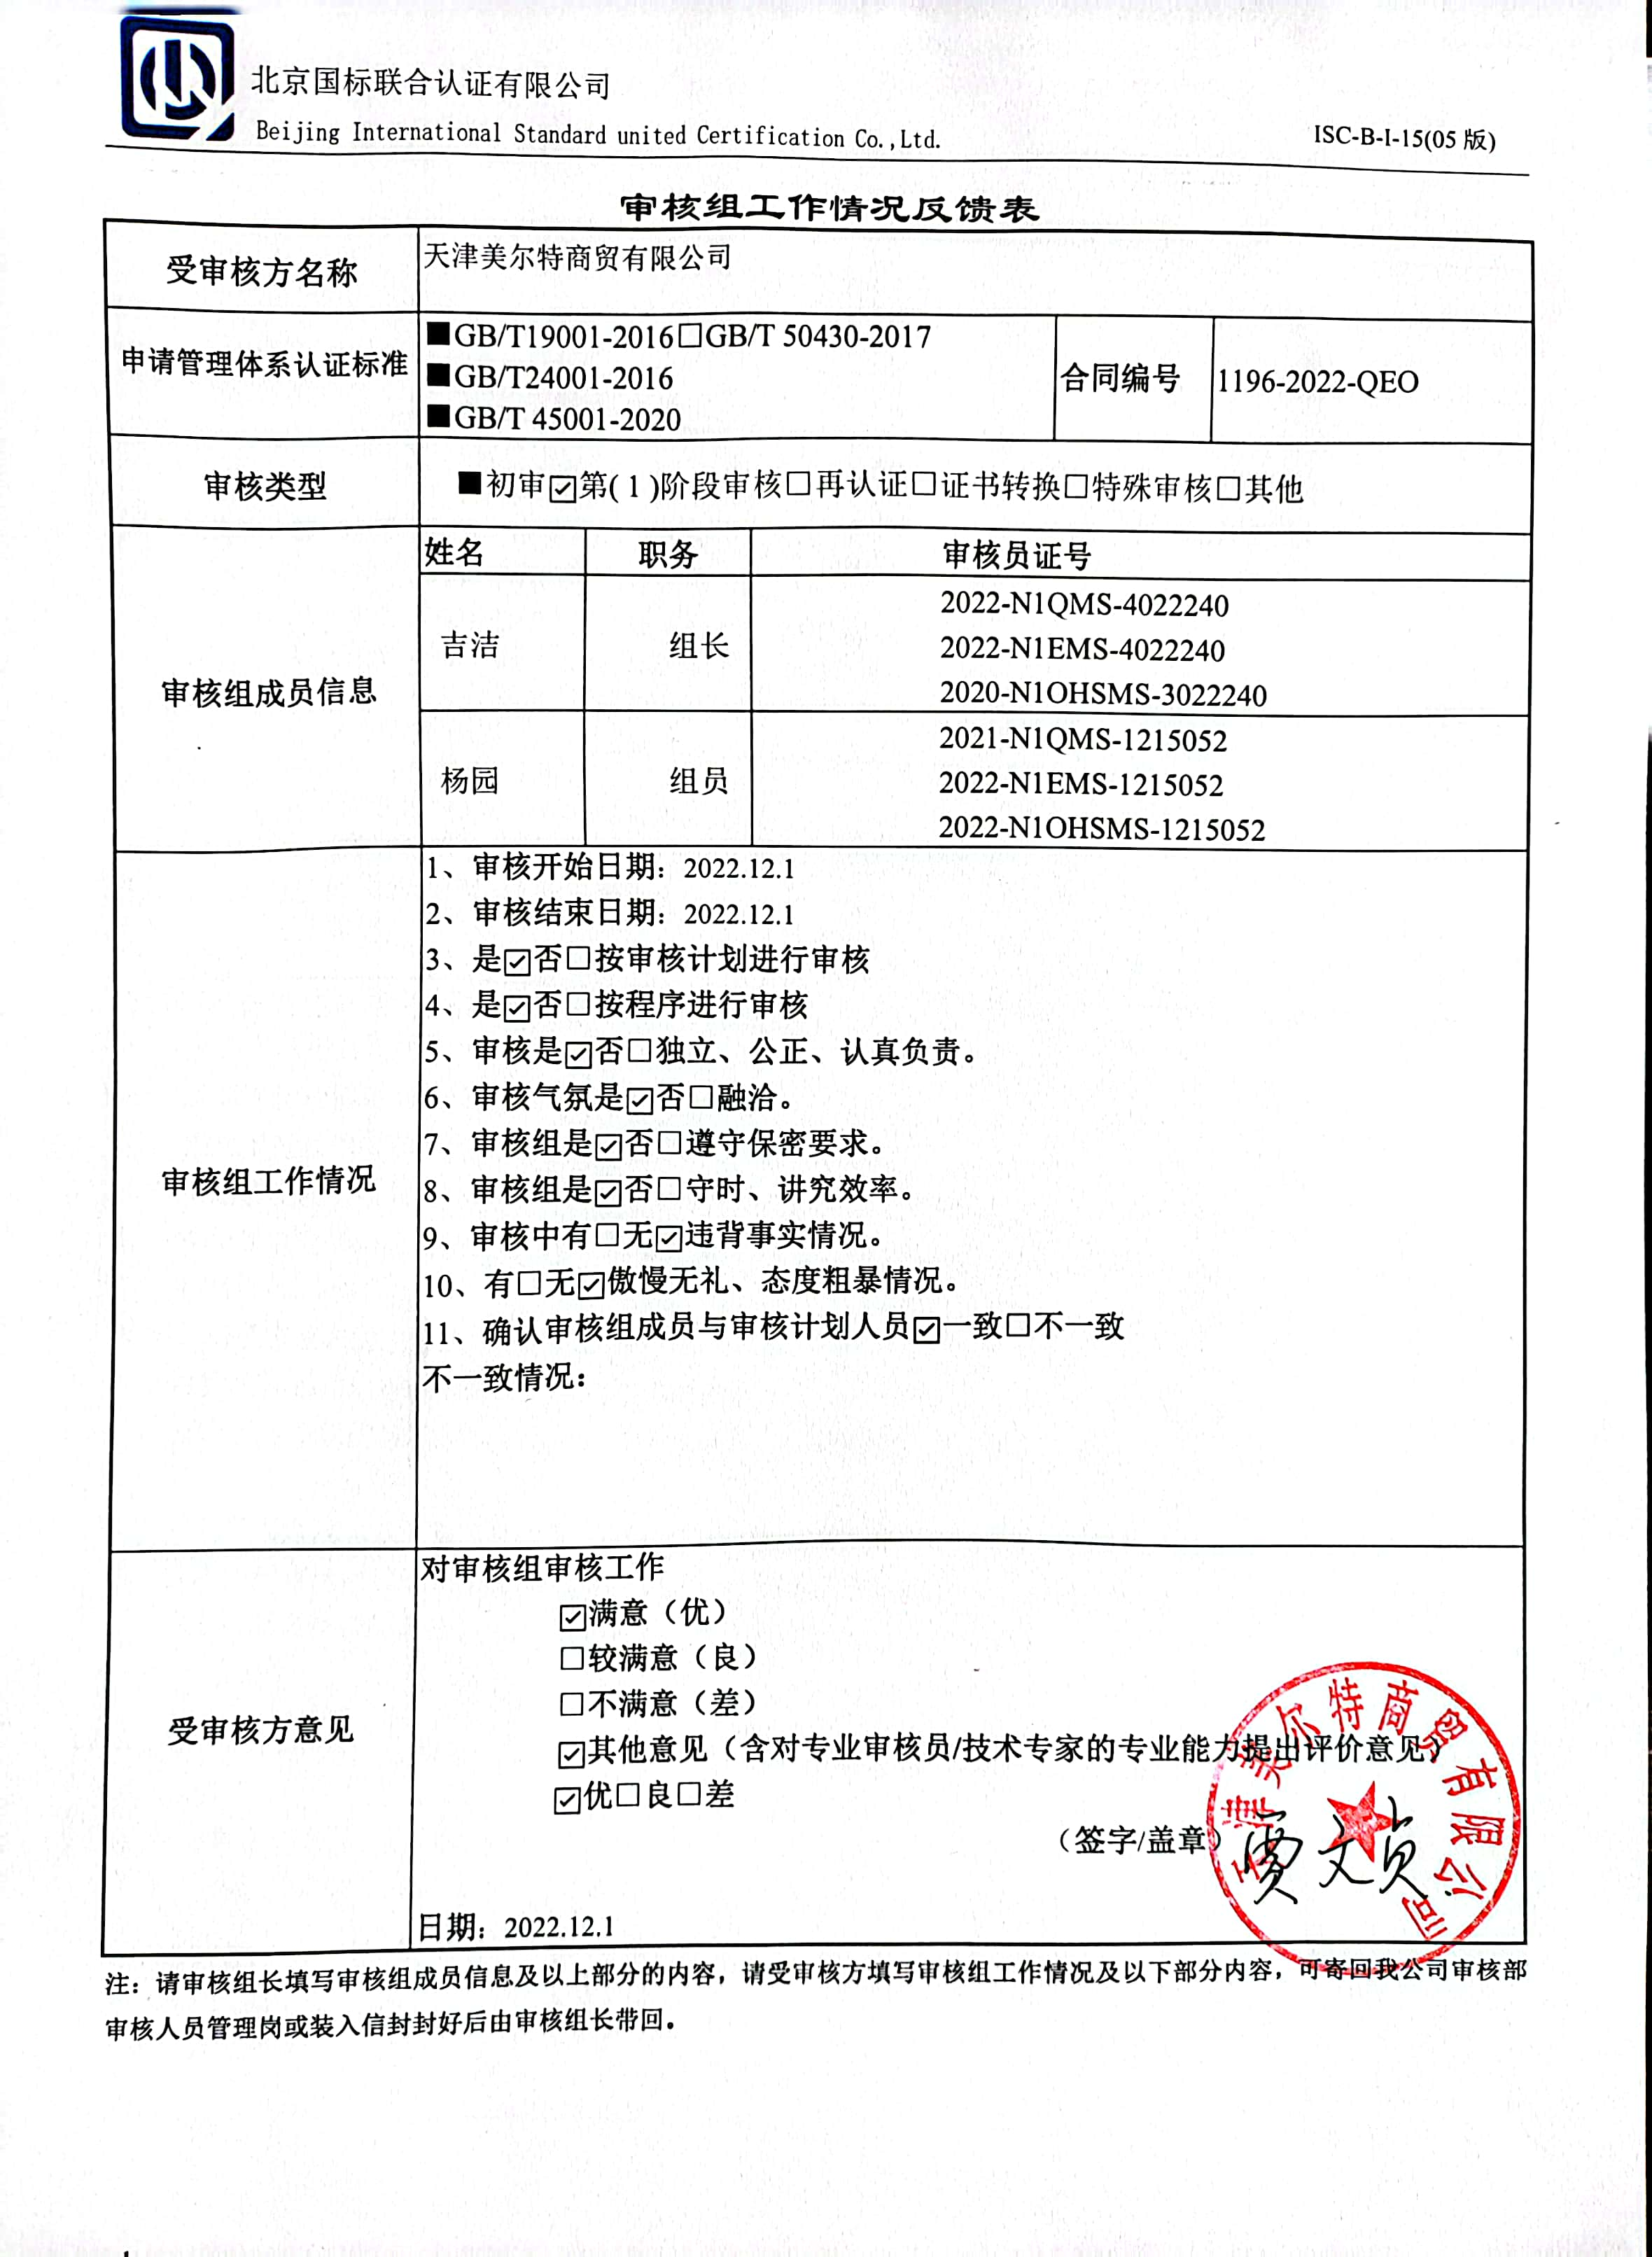 北京国标联合认证有限公司
Beijing International Standard united Certification Co.,Ltd.
ISC-B-I-15(05 版)
审核组工作情况反馈表
受审核方名称
天津美尔特商贸有限公司
申请管理体系认证标准
■GB/T19001-2016□GB/T 50430-2017
■GB/T24001-2016
■GB/T 45001-2020
合同编号
1196-2022-QEO
审核类型
■初审☑第( 1 )阶段审核□再认证□证书转换□特殊审核□其他
审核组成员信息
姓名 职务 审核员证号
吉洁 组长
2022-N1QMS-4022240
2022-N1EMS-4022240
2020-N1OHSMS-3022240
杨园 组员
2021-N1QMS-1215052
2022-N1EMS-1215052
2022-N1OHSMS-1215052
审核组工作情况
1、审核开始日期：2022.12.1
2、审核结束日期：2022.12.1
3、是☑否□按审核计划进行审核
4、是☑否□按程序进行审核
5、审核是☑否□独立、公正、认真负责。
6、审核气氛是☑否□融洽。
7、审核组是☑否□遵守保密要求。
8、审核组是☑否□守时、讲究效率。
9、审核中有□无☑违背事实情况。
10、有□无☑傲慢无礼、态度粗暴情况。
11、确认审核组成员与审核计划人员☑一致□不一致
不一致情况：
受审核方意见
对审核组审核工作
☑满意（优）
□较满意（良）
□不满意（差）
☑其他意见（含对专业审核员/技术专家的专业能力提出评价意见）
☑优□良□差
（签字/盖章）
贾文贞
天津美尔特商贸有限公司
日期：2022.12.1
注：请审核组长填写审核组成员信息及以上部分的内容，请受审核方填写审核组工作情况及以下部分内容，可寄回我公司审核部
审核人员管理岗或装入信封封好后由审核组长带回。